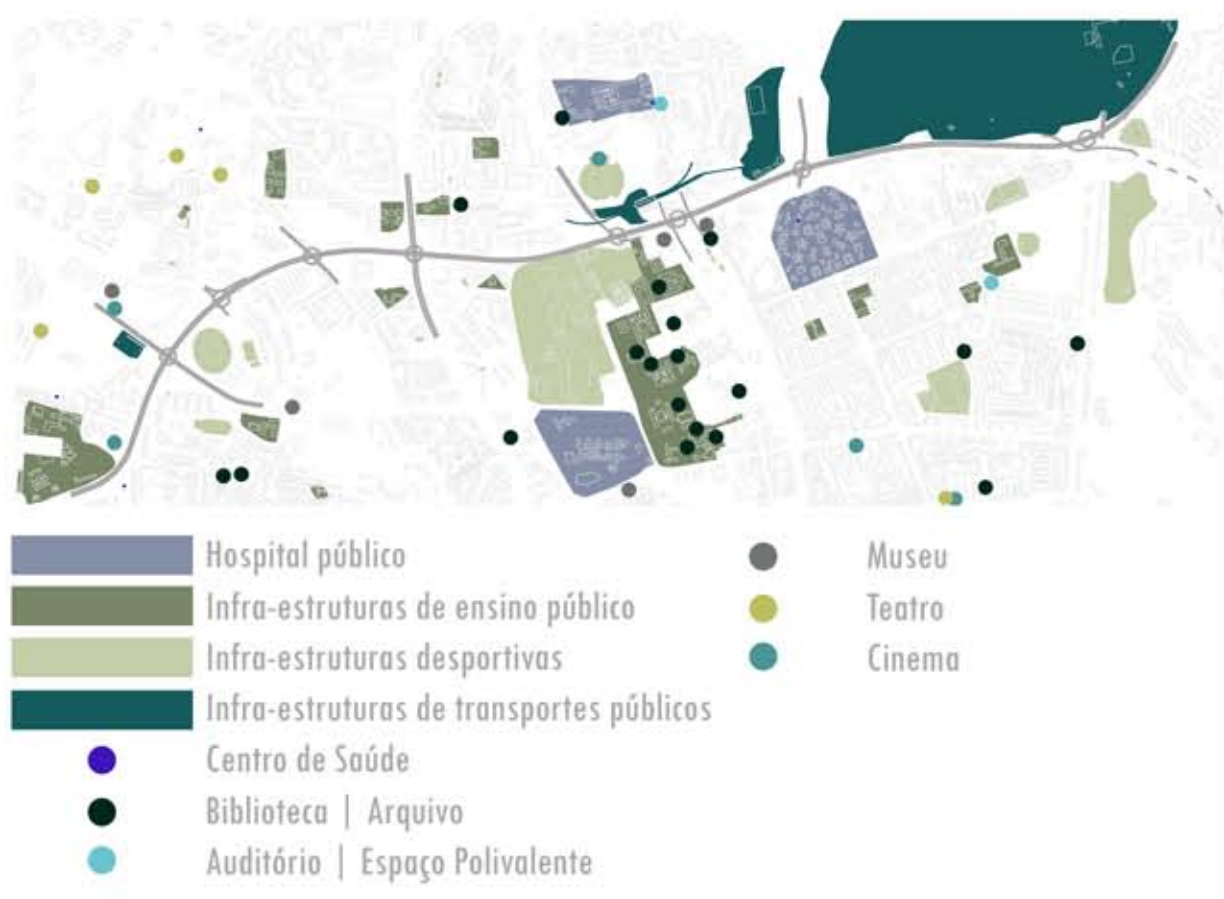 Hospital público
Infra-estruturas de ensino público
Infra-estruturas desportivas
Infra-estruturas de transportes públicos
Centro de Saúde
Biblioteca | Arquivo
Auditório | Espaço Polivalente
Museu
Teatro
Cinema